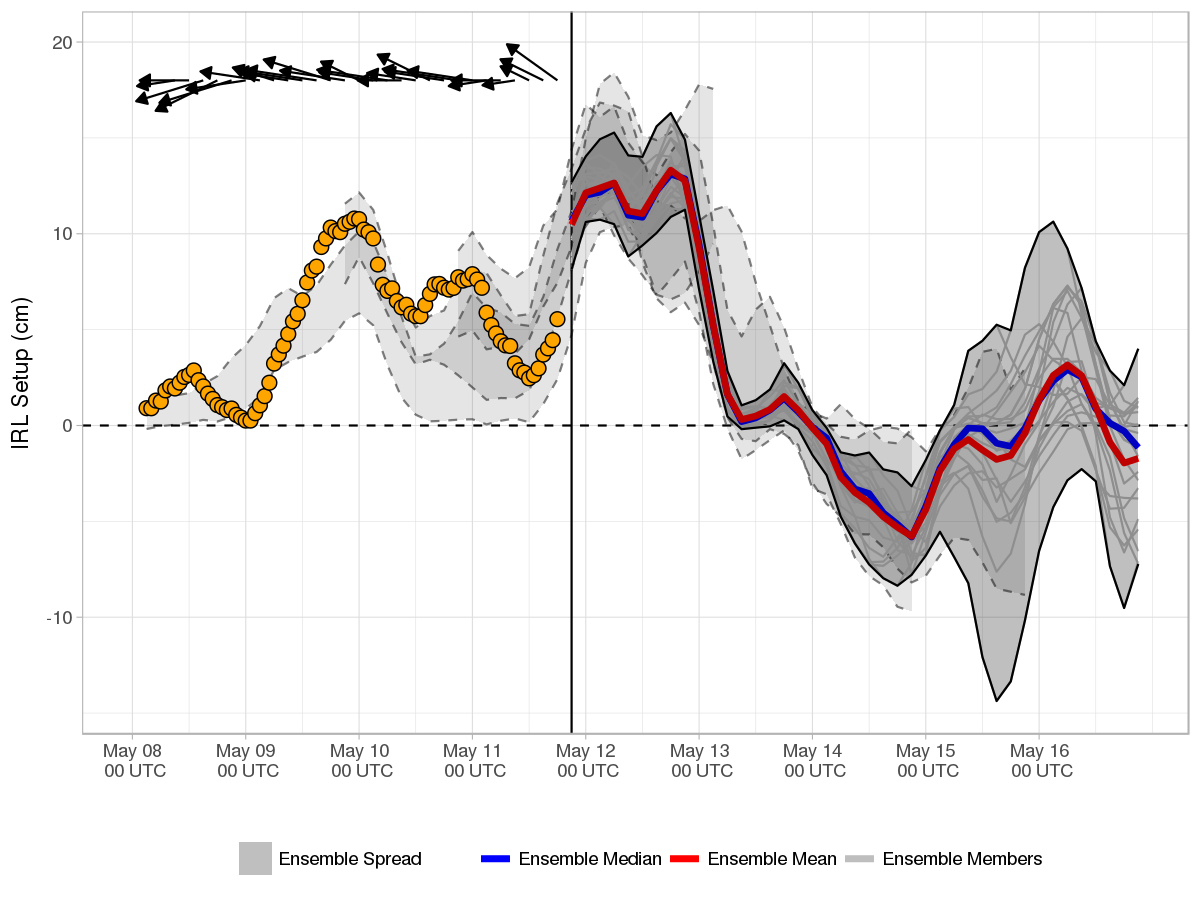 20
10
0
-10
IRL Setup (cm)
May 08 May 09 May 10 May 11 May 12 May 13 May 14 May 15 May 16
00 UTC 00 UTC 00 UTC 00 UTC 00 UTC 00 UTC 00 UTC 00 UTC 00 UTC
Ensemble Spread Ensemble Median Ensemble Mean Ensemble Members